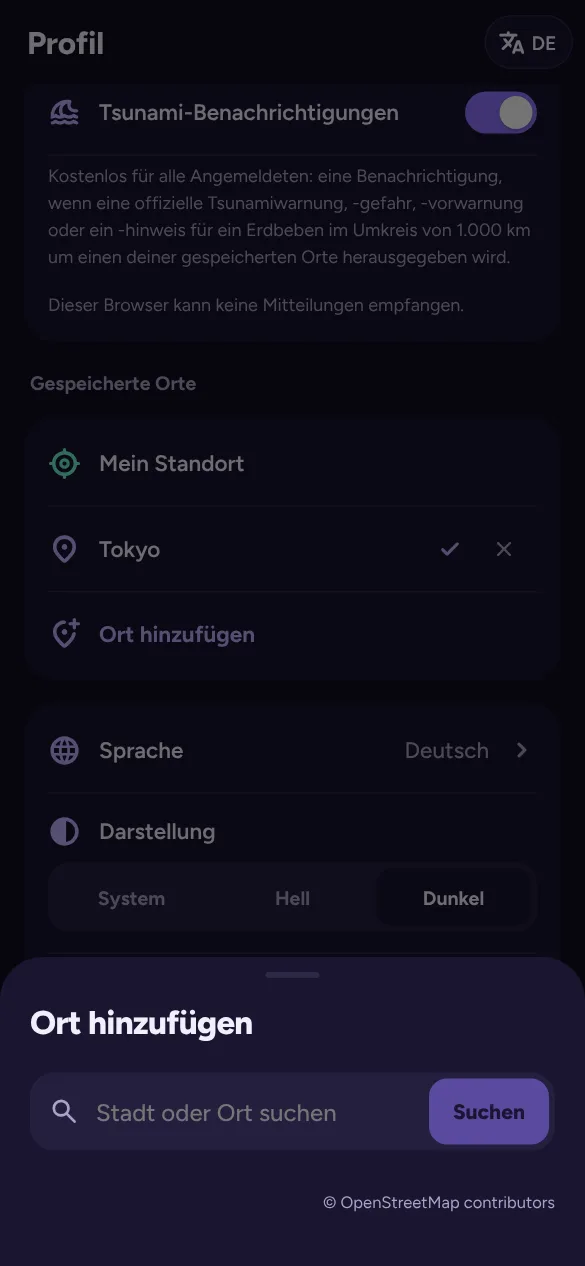 Profil
DE
Tsunami-Benachrichtigungen
Kostenlos für alle Angemeldeten: eine Benachrichtigung,
wenn eine offizielle Tsunamiwarnung, -gefahr, -vorwarnung
oder ein -hinweis für ein Erdbeben im Umkreis von 1.000 km
um einen deiner gespeicherten Orte herausgegeben wird.
Dieser Browser kann keine Mitteilungen empfangen.
Gespeicherte Orte
Mein Standort
Tokyo
Ort hinzufügen
Sprache Deutsch
Darstellung
System Hell Dunkel
Ort hinzufügen
Stadt oder Ort suchen Suchen
© OpenStreetMap contributors